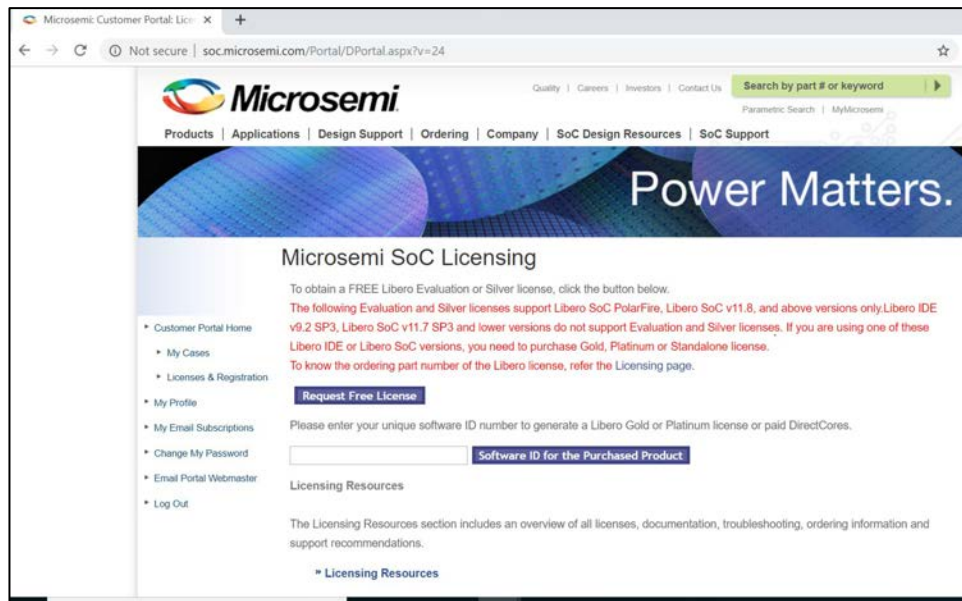 Microsemi: Customer Portal: Lice
Not secure | soc.microsemi.com/Portal/DPortal.aspx?v=24
Microsemi
Quality | Careers | Investors | Contact Us
Search by part # or keyword
Parametric Search | MyMicrosemi
Products | Applications | Design Support | Ordering | Company | SoC Design Resources | SoC Support
Power Matters.
Microsemi SoC Licensing
To obtain a FREE Libero Evaluation or Silver license, click the button below.
The following Evaluation and Silver licenses support Libero SoC PolarFire, Libero SoC v11.8, and above versions only.Libero IDE
v9.2 SP3, Libero SoC v11.7 SP3 and lower versions do not support Evaluation and Silver licenses. If you are using one of these
Libero IDE or Libero SoC versions, you need to purchase Gold, Platinum or Standalone license.
To know the ordering part number of the Libero license, refer the Licensing page.
Request Free License
Please enter your unique software ID number to generate a Libero Gold or Platinum license or paid DirectCores.
Software ID for the Purchased Product
Licensing Resources
The Licensing Resources section includes an overview of all licenses, documentation, troubleshooting, ordering information and
support recommendations.
» Licensing Resources
Customer Portal Home
My Cases
Licenses & Registration
My Profile
My Email Subscriptions
Change My Password
Email Portal Webmaster
Log Out